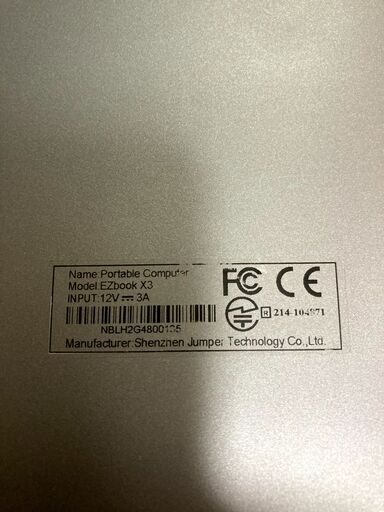 Name:Portable Computer
Model:EZbook X3
INPUT:12V⎓3A
FC CE
R 214-104871
NBLH2G4800135
Manufacturer:Shenzhen Jumper Technology Co.,Ltd.